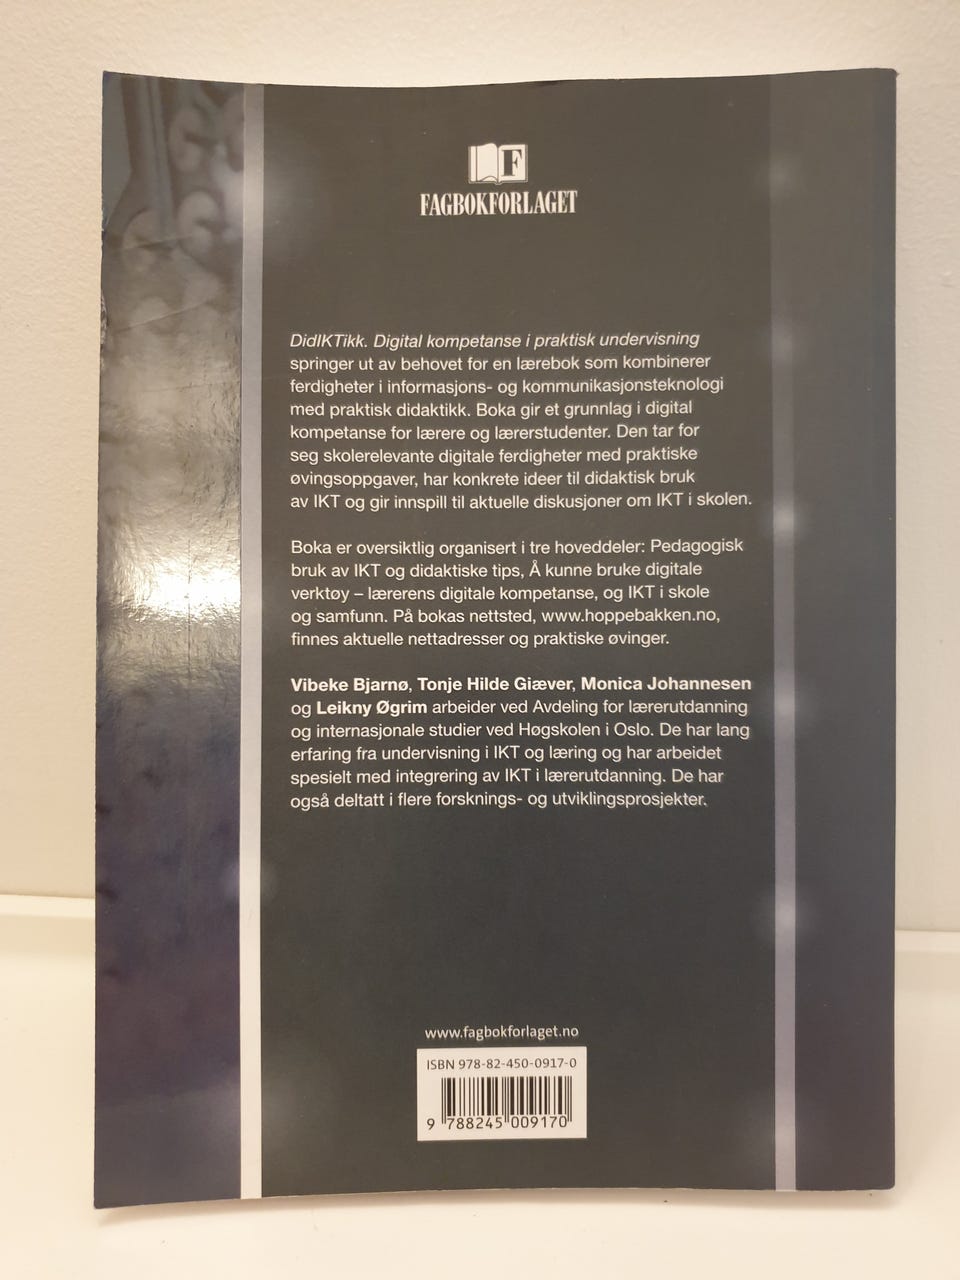 F
FAGBOKFORLAGET
DidIKTikk. Digital kompetanse i praktisk undervisning
springer ut av behovet for en lærebok som kombinerer
ferdigheter i informasjons- og kommunikasjonsteknologi
med praktisk didaktikk. Boka gir et grunnlag i digital
kompetanse for lærere og lærerstudenter. Den tar for
seg skolerelevante digitale ferdigheter med praktiske
øvingsoppgaver, har konkrete ideer til didaktisk bruk
av IKT og gir innspill til aktuelle diskusjoner om IKT i skolen.
Boka er oversiktlig organisert i tre hoveddeler: Pedagogisk
bruk av IKT og didaktiske tips, Å kunne bruke digitale
verktøy – lærerens digitale kompetanse, og IKT i skole
og samfunn. På bokas nettsted, www.hoppebakken.no,
finnes aktuelle nettadresser og praktiske øvinger.
Vibeke Bjarnø, Tonje Hilde Giæver, Monica Johannesen
og Leikny Øgrim arbeider ved Avdeling for lærerutdanning
og internasjonale studier ved Høgskolen i Oslo. De har lang
erfaring fra undervisning i IKT og læring og har arbeidet
spesielt med integrering av IKT i lærerutdanning. De har
også deltatt i flere forsknings- og utviklingsprosjekter.
www.fagbokforlaget.no
ISBN 978-82-450-0917-0
9 788245 009170